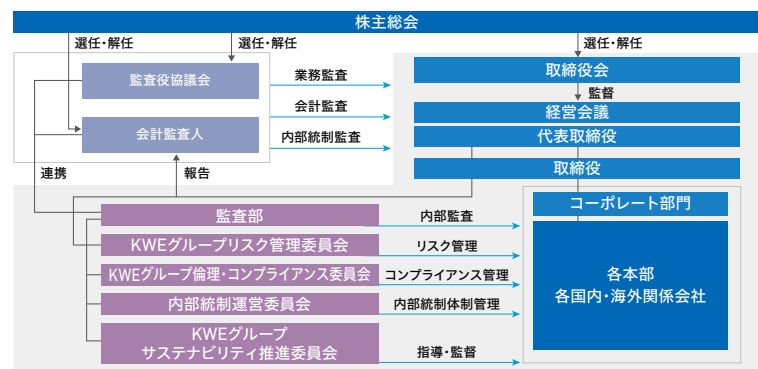 株主総会
選任・解任
選任・解任
選任・解任
監査役協議会
業務監査
取締役会
監督
会計監査
経営会議
会計監査人
内部統制監査
代表取締役
連携
報告
取締役
コーポレート部門
監査部
内部監査
KWEグループリスク管理委員会
リスク管理
KWEグループ倫理・コンプライアンス委員会
コンプライアンス管理
各本部
各国内・海外関係会社
内部統制運営委員会
内部統制体制管理
KWEグループ
サステナビリティ推進委員会
指導・監督